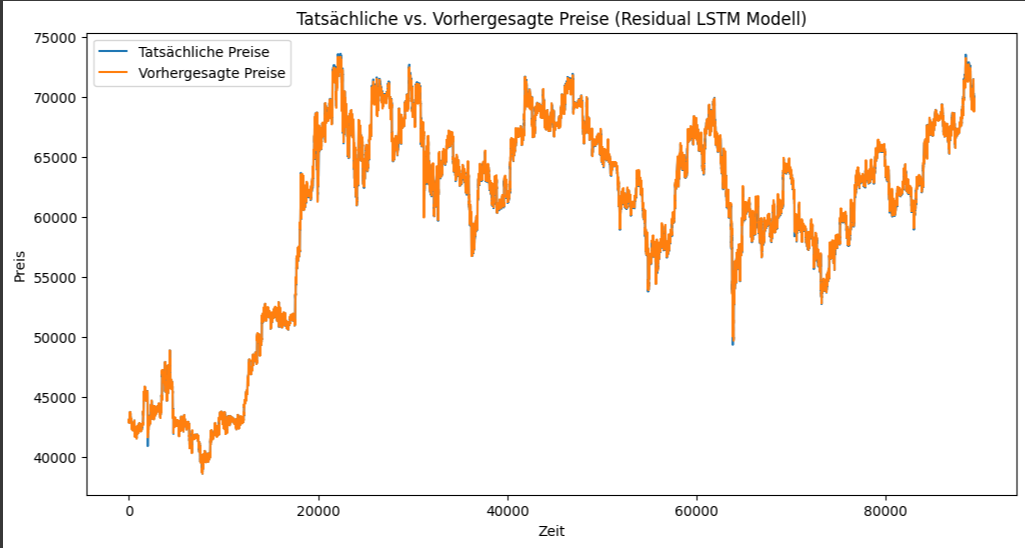 Tatsächliche vs. Vorhergesagte Preise (Residual LSTM Modell)
Tatsächliche Preise
Vorhergesagte Preise
75000
70000
65000
60000
55000
50000
45000
40000
Preis
0 20000 40000 60000 80000
Zeit